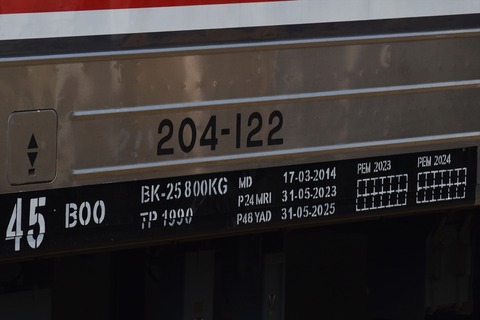 204-122
45 BOO
BK-25 800KG
TP 1990
MD 17-03-2014
P24 MRI 31-05-2023
P48 YAD 31-05-2025
PEM 2023
PEM 2024